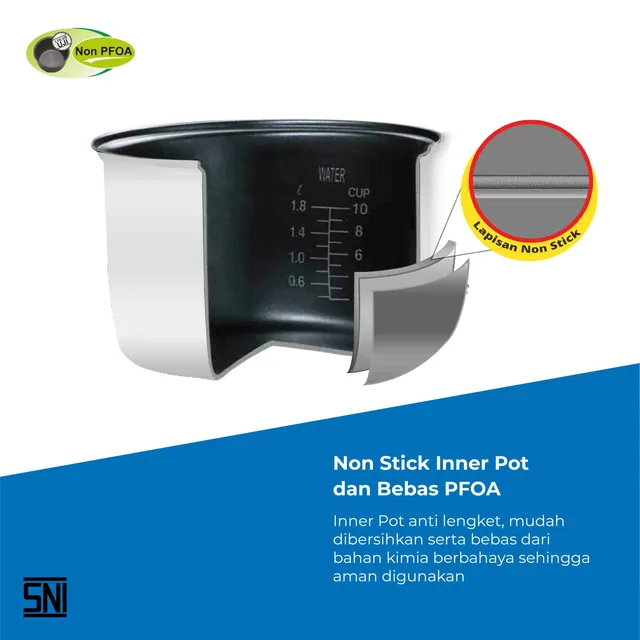 Non PFOA
WATER
ℓ CUP
1.8 10
1.4 8
1.0 6
0.6
Lapisan Non Stick
Non Stick Inner Pot
dan Bebas PFOA
Inner Pot anti lengket, mudah
dibersihkan serta bebas dari
bahan kimia berbahaya sehingga
aman digunakan
SNI